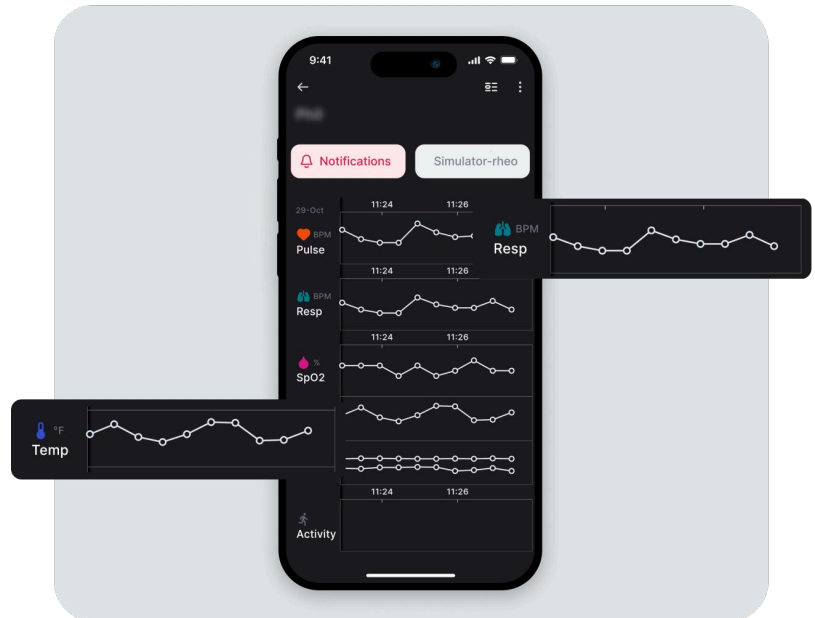 9:41
Notifications
Simulator-rheo
29-Oct
11:24 11:26
BPM
Pulse
BPM
Resp
11:24 11:26
BPM
Resp
11:24 11:26
%
SpO2
°F
Temp
11:24 11:26
Activity